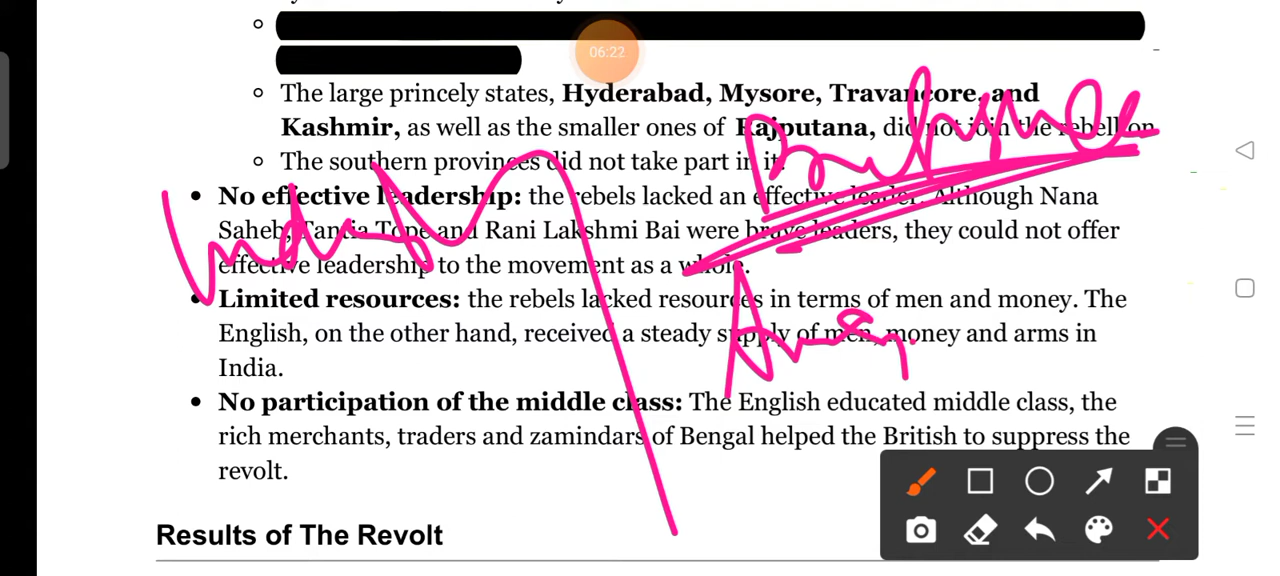 06:22
The large princely states, Hyderabad, Mysore, Travancore, and
Kashmir, as well as the smaller ones of Rajputana, did not join the rebellion.
The southern provinces did not take part in it.
No effective leadership: the rebels lacked an effective leader. Although Nana
Saheb, Tantia Tope and Rani Lakshmi Bai were brave leaders, they could not offer
effective leadership to the movement as a whole.
Limited resources: the rebels lacked resources in terms of men and money. The
English, on the other hand, received a steady supply of men, money and arms in
India.
No participation of the middle class: The English educated middle class, the
rich merchants, traders and zamindars of Bengal helped the British to suppress the
revolt.
Results of The Revolt